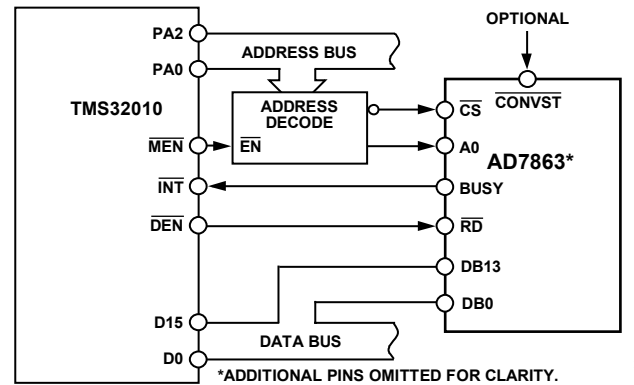 OPTIONAL
PA2
ADDRESS BUS
PA0
TMS32010
ADDRESS
DECODE
CS
CONVST
MEN
EN
A0
AD7863*
INT
BUSY
DEN
RD
DB13
DB0
D15
DATA BUS
D0
*ADDITIONAL PINS OMITTED FOR CLARITY.